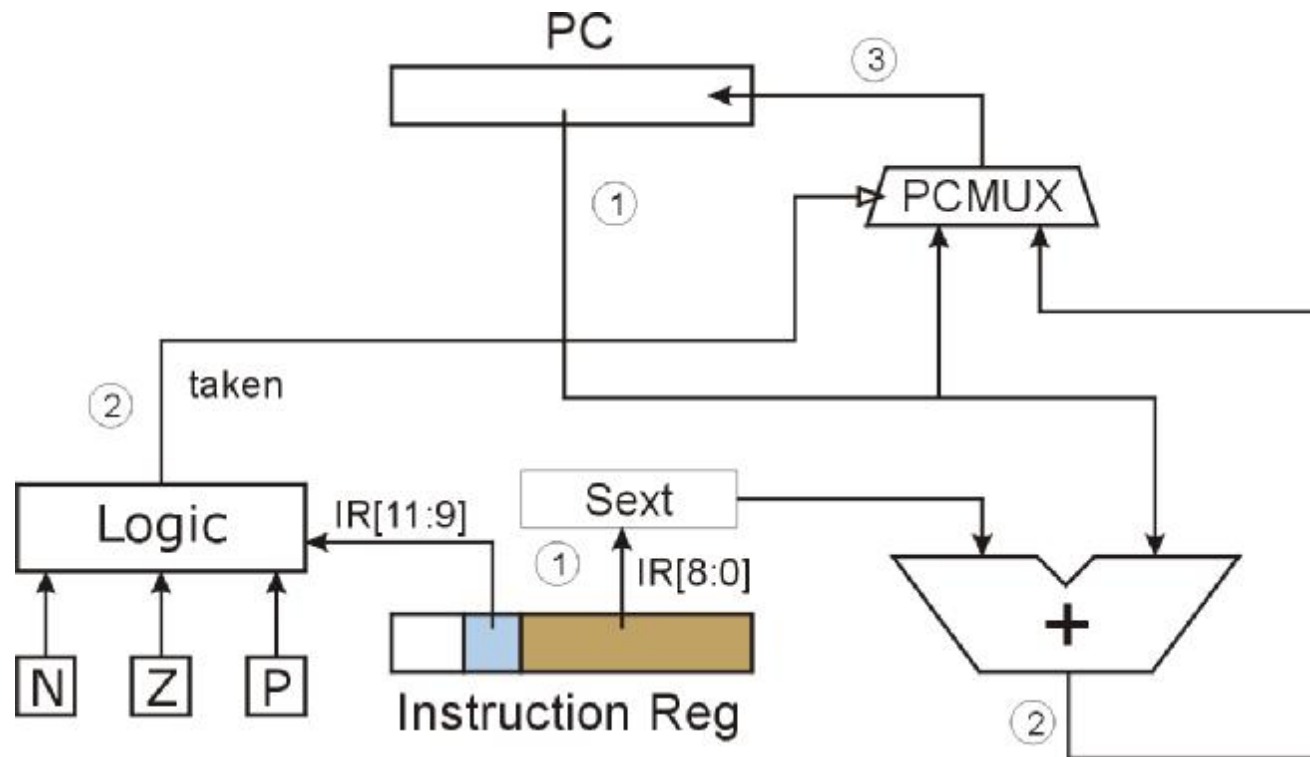 PC
③
①
PCMUX
② taken
Logic
IR[11:9]
Sext
①
IR[8:0]
+
N Z P
Instruction Reg
②